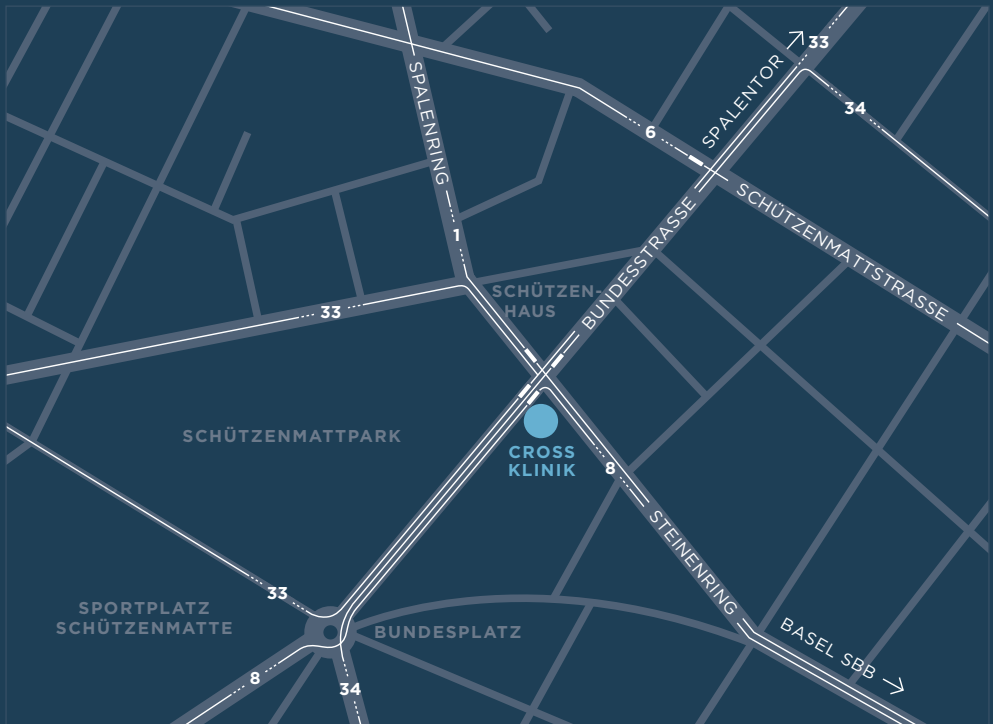 33
SPALENTOR
34
SPALENRING
6
SCHÜTZENMATTSTRASSE
BUNDESSTRASSE
1
SCHÜTZEN-
HAUS
33
SCHÜTZENMATTPARK
CROSS
KLINIK
8
STEINENRING
33
SPORTPLATZ
SCHÜTZENMATTE
BUNDESPLATZ
BASEL SBB
8
34